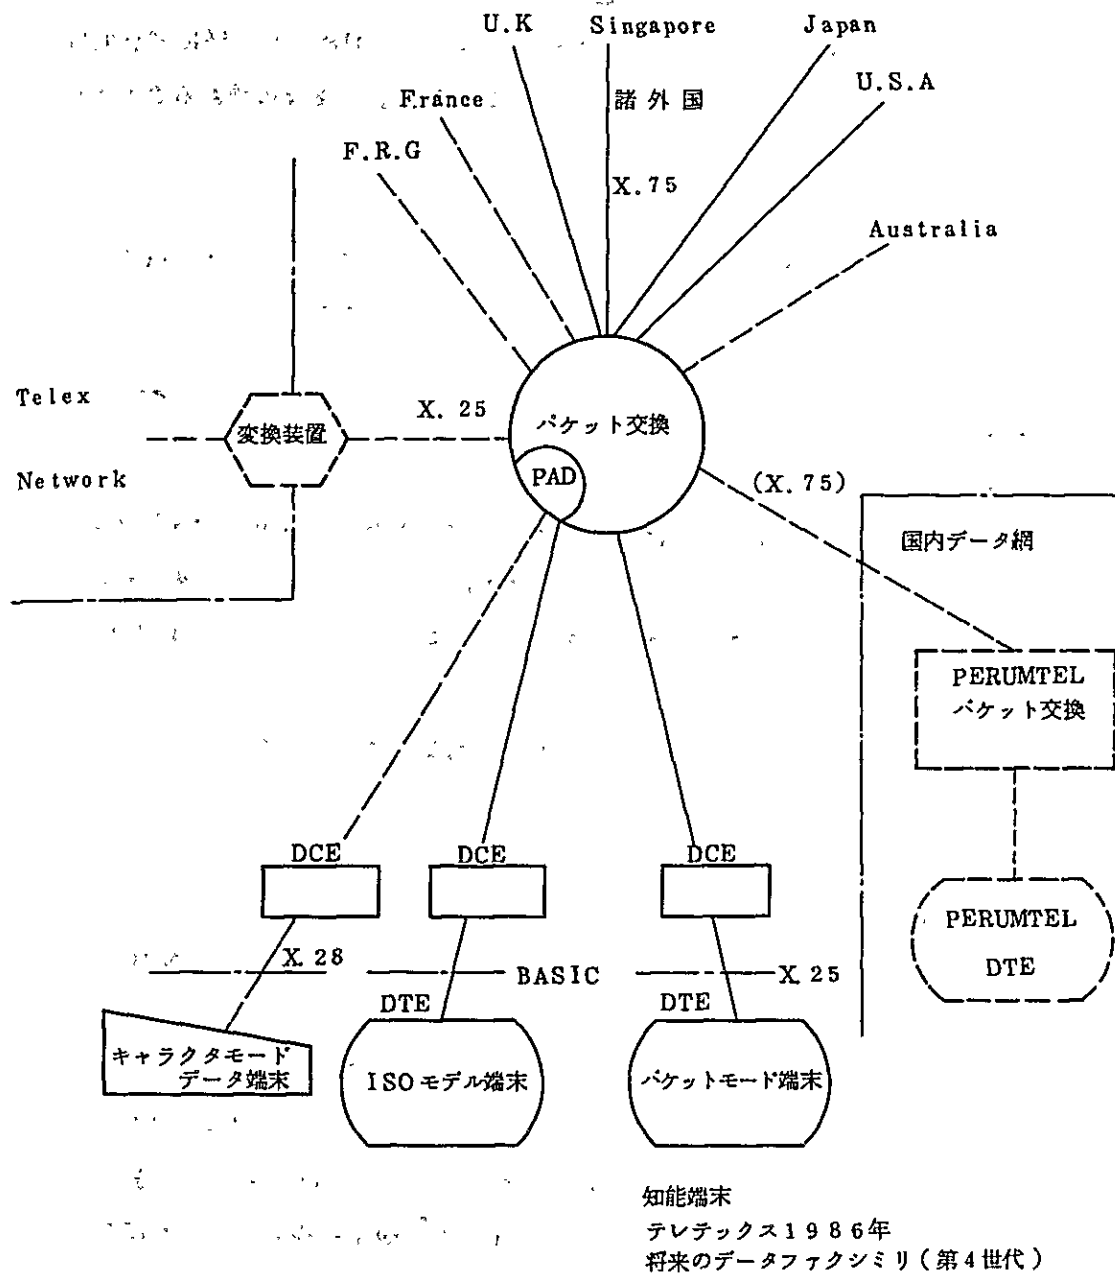 U.K Singapore Japan
U.S.A
France
諸外国
F.R.G
X.75
Australia
Telex
Network
変換装置
X. 25
パケット交換
PAD
(X. 75)
国内データ網
PERUMTEL
パケット交換
PERUMTEL
DTE
DCE
DCE
DCE
X. 28
BASIC
X. 25
DTE
DTE
キャラクタモード
データ端末
ISOモデル端末
パケットモード端末
知能端末
テレテックス1986年
将来のデータファクシミリ(第4世代)